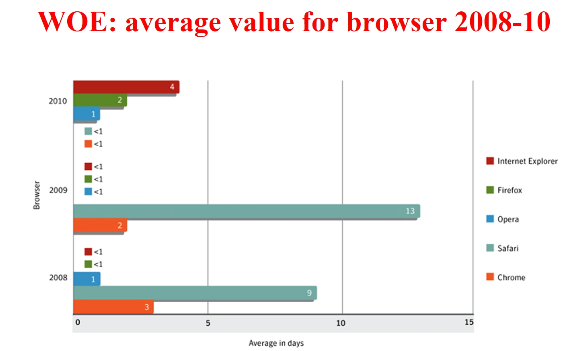 WOE: average value for browser 2008-10
4
2010
2
1
<1
<1
<1
<1
2009
<1
13
2
<1
<1
2008
1
9
3
Browser
0
5
10
15
Average in days
Internet Explorer
Firefox
Opera
Safari
Chrome